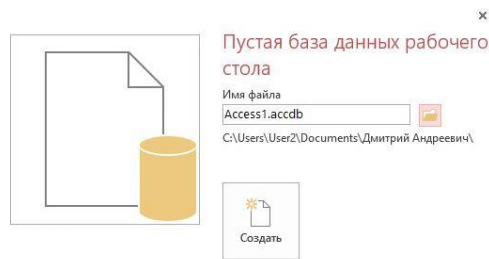 Пустая база данных рабочего
стола
Имя файла
Access1.accdb
C:\Users\User2\Documents\Дмитрий Андреевич\
Создать